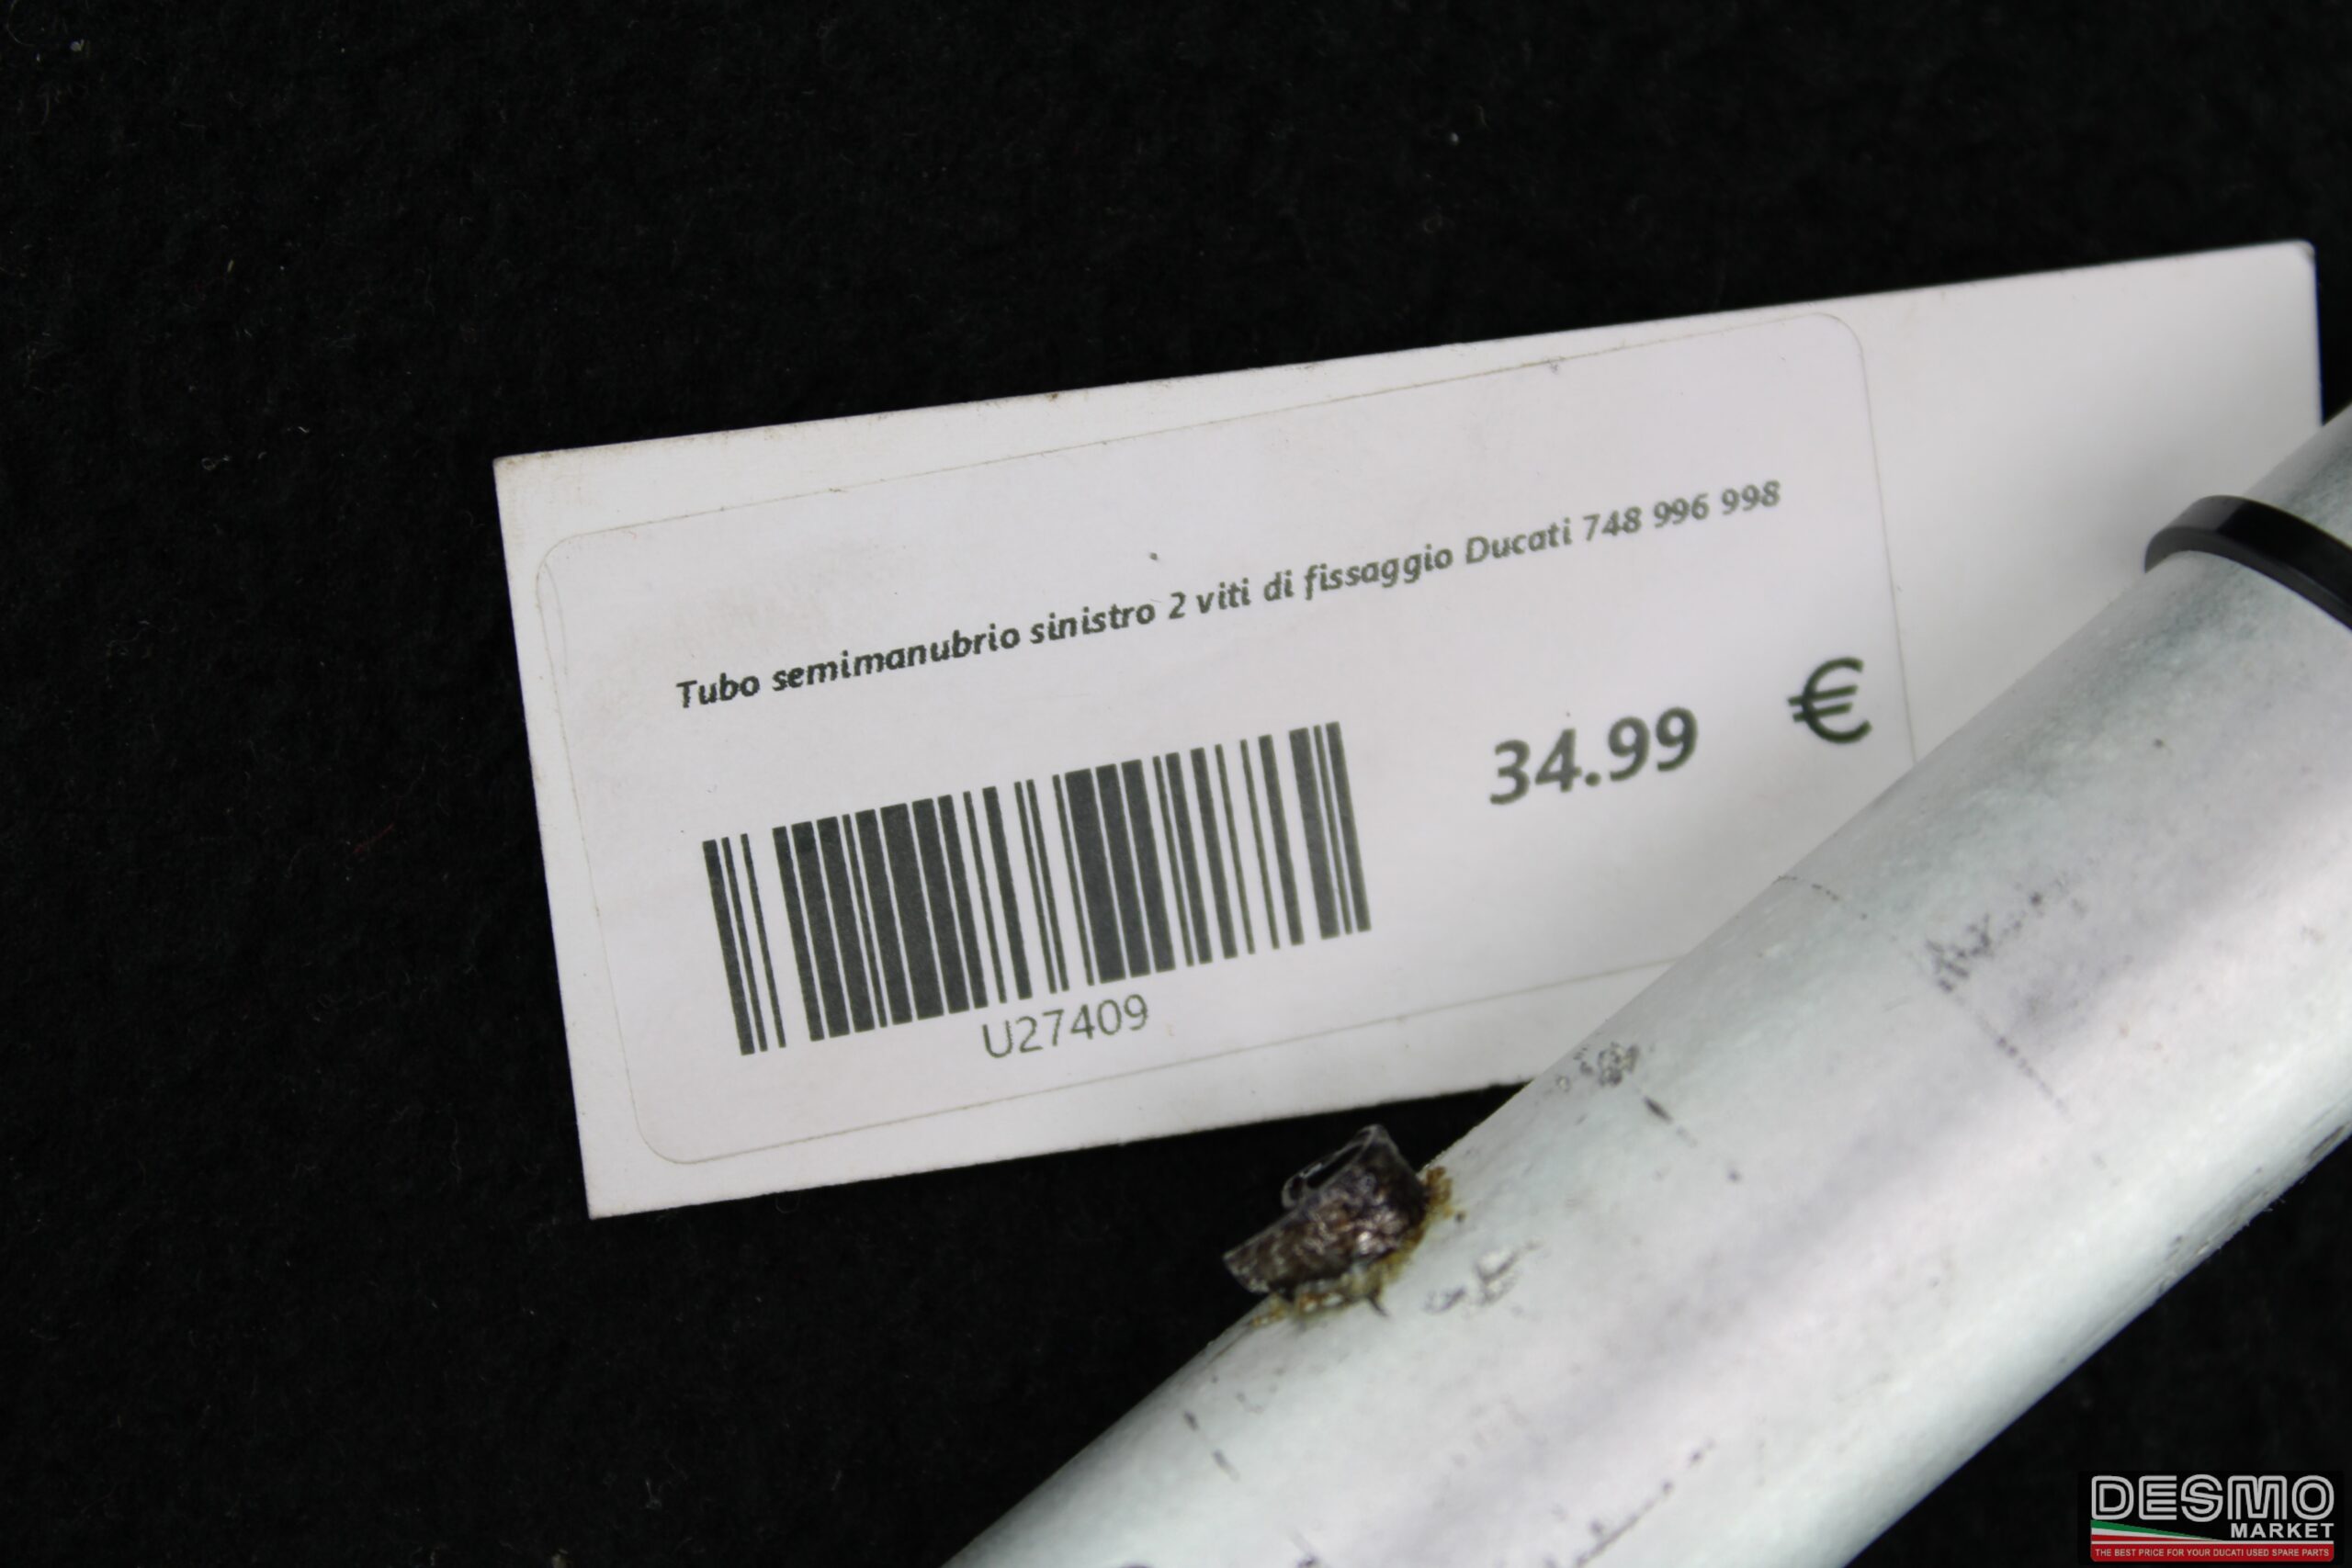 Tubo semimanubrio sinistro 2 viti di fissaggio Ducati 748 996 998
34.99 €
U27409
DESMO
MARKET
THE BEST PRICE FOR YOUR DUCATI USED SPARE PARTS